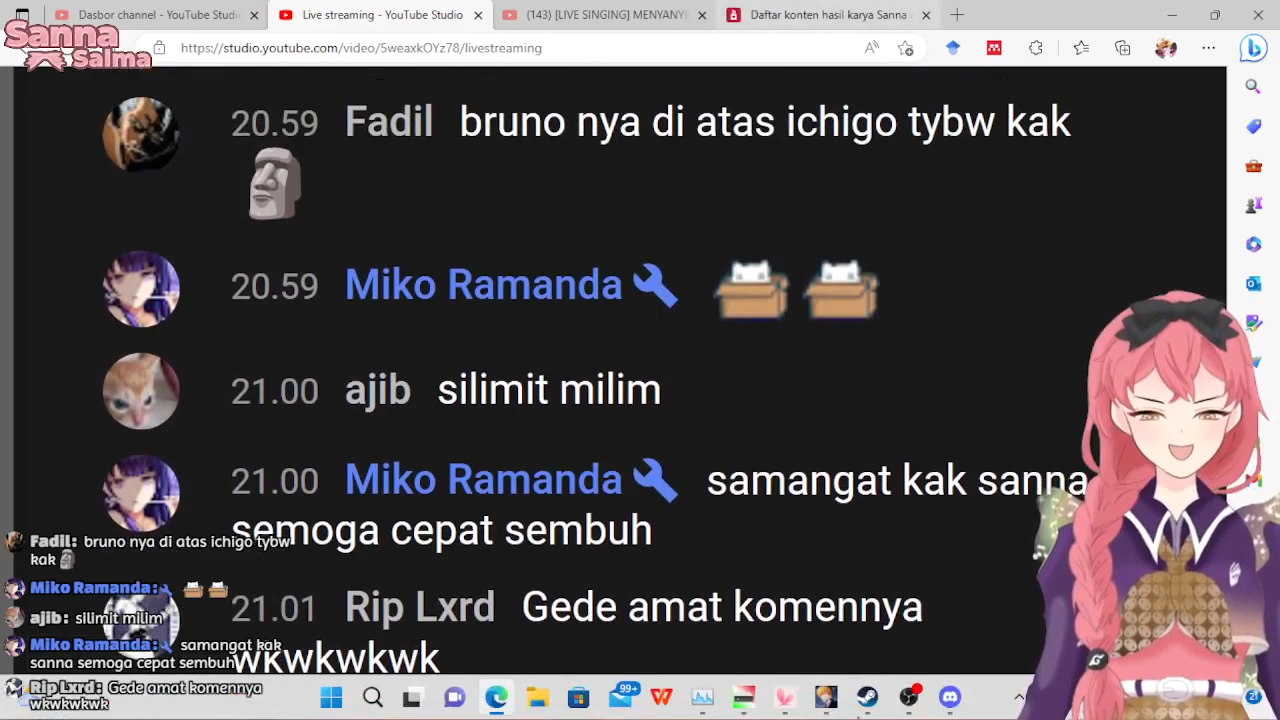 Dasbor channel - YouTube Studi
Live streaming - YouTube Studio
(143) [LIVE SINGING] MENYANYI
Daftar konten hasil karya Sanna
Sanna
Salma
https://studio.youtube.com/video/5weaxkOYz78/livestreaming
20.59 Fadil bruno nya di atas ichigo tybw kak
20.59 Miko Ramanda
21.00 ajib silimit milim
21.00 Miko Ramanda samangat kak sanna
semoga cepat sembuh
21.01 Rip Lxrd Gede amat komennya
wkwkwkwk
Fadil: bruno nya di atas ichigo tybw
kak
Miko Ramanda:
ajib: silimit milim
Miko Ramanda: samangat kak
sanna semoga cepat sembuh
Rip Lxrd: Gede amat komennya
wkwkwkwk
99+
21